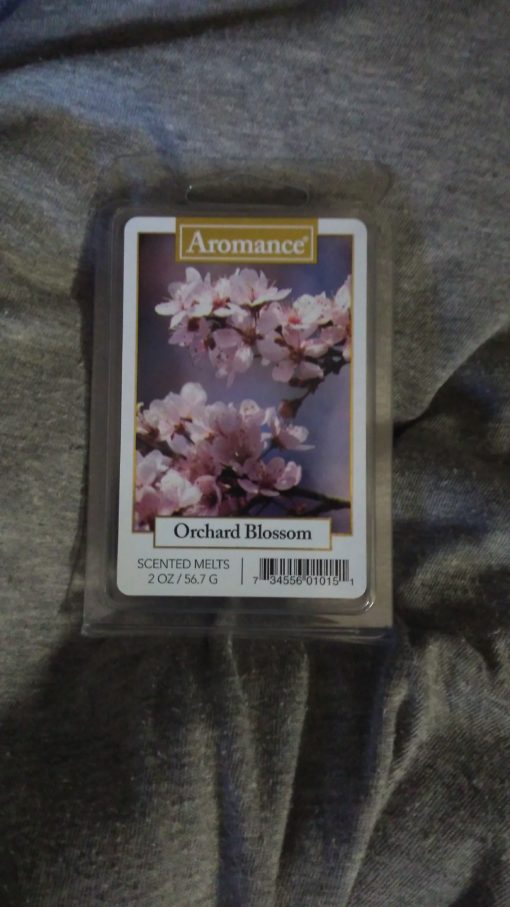 Aromance®
Orchard Blossom
SCENTED MELTS
2 OZ / 56.7 G
7 34556 01015 1